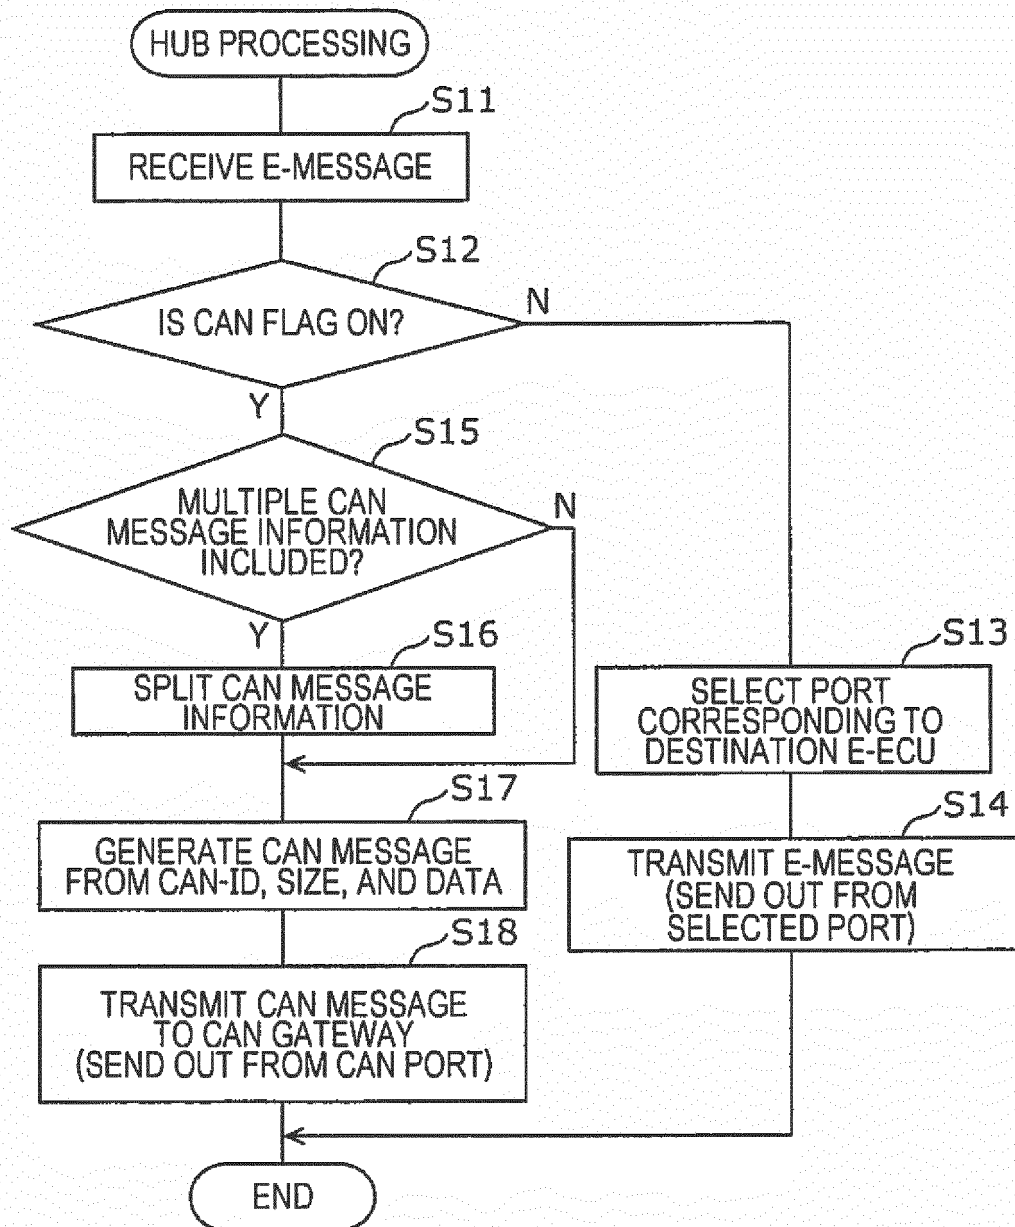 HUB PROCESSING
S11
RECEIVE E-MESSAGE
S12
IS CAN FLAG ON?
N
Y
S15
MULTIPLE CAN
MESSAGE INFORMATION
INCLUDED?
N
Y
S16
SPLIT CAN MESSAGE
INFORMATION
S13
SELECT PORT
CORRESPONDING TO
DESTINATION E-ECU
S17
GENERATE CAN MESSAGE
FROM CAN-ID, SIZE, AND DATA
S14
TRANSMIT E-MESSAGE
(SEND OUT FROM
SELECTED PORT)
S18
TRANSMIT CAN MESSAGE
TO CAN GATEWAY
(SEND OUT FROM CAN PORT)
END